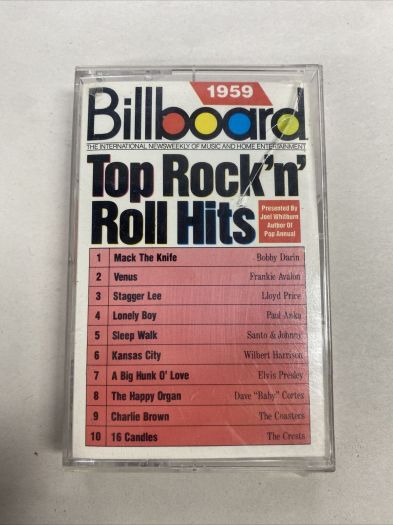 1959
Billboard
THE INTERNATIONAL NEWSWEEKLY OF MUSIC AND HOME ENTERTAINMENT
Top Rock'n'
Roll Hits
Presented By
Joel Whitburn
Author Of
Pop Annual
1 Mack The Knife Bobby Darin
2 Venus Frankie Avalon
3 Stagger Lee Lloyd Price
4 Lonely Boy Paul Anka
5 Sleep Walk Santo & Johnny
6 Kansas City Wilbert Harrison
7 A Big Hunk O' Love Elvis Presley
8 The Happy Organ Dave "Baby" Cortez
9 Charlie Brown The Coasters
10 16 Candles The Crests